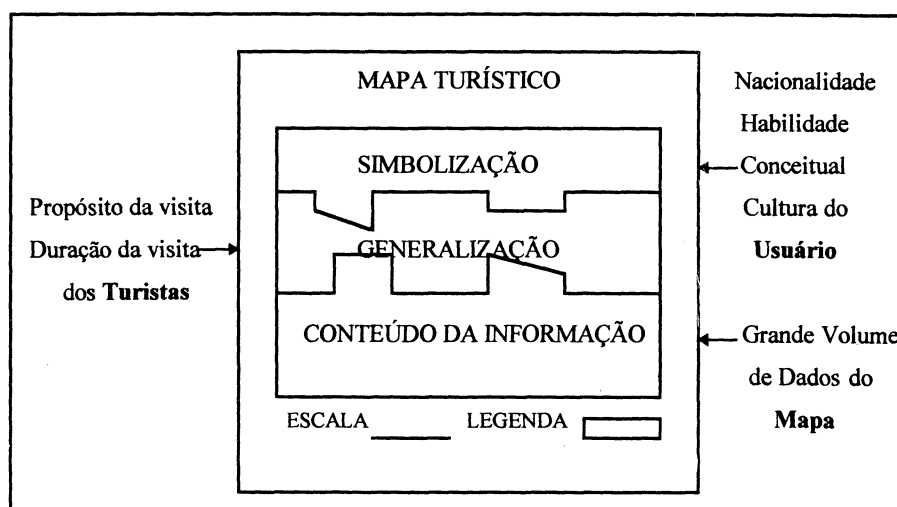 MAPA TURÍSTICO
SIMBOLIZAÇÃO
GENERALIZAÇÃO
CONTEÚDO DA INFORMAÇÃO
ESCALA
LEGENDA
Propósito da visita
Duração da visita
dos Turistas
Nacionalidade
Habilidade
Conceitual
Cultura do
Usuário
Grande Volume
de Dados do
Mapa